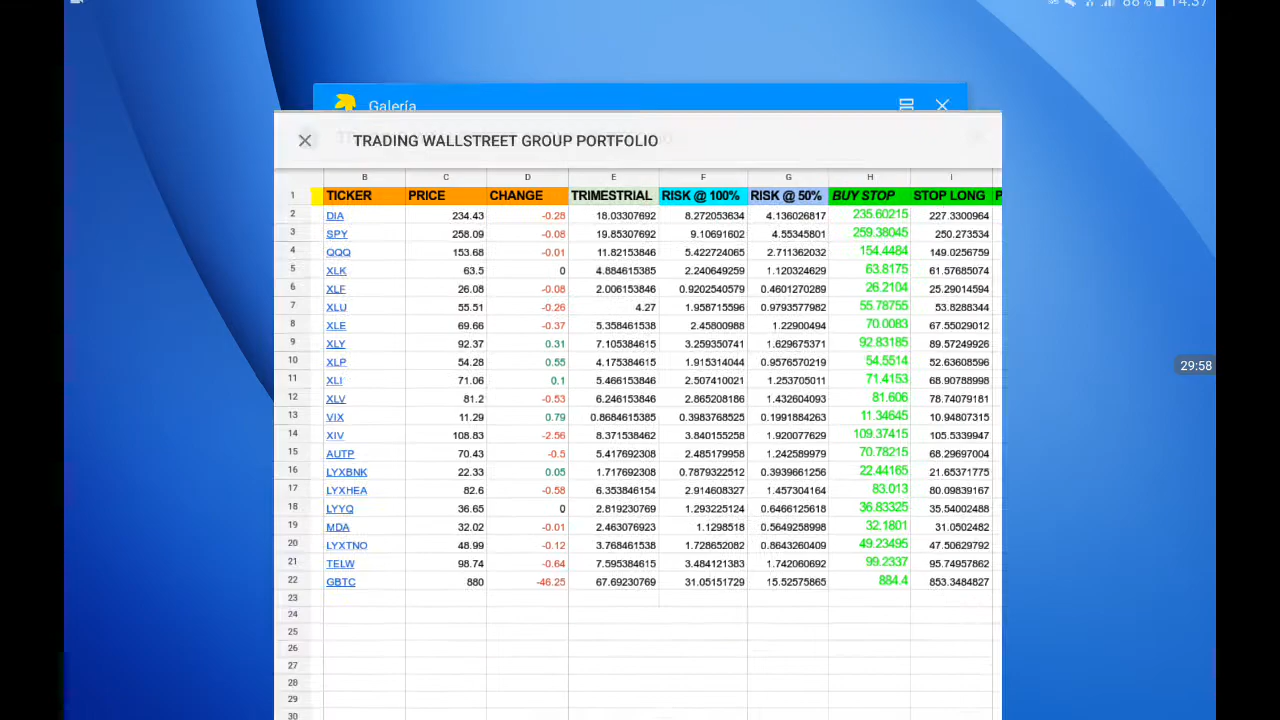 88% 14:37
Galería
TRADING WALLSTREET GROUP PORTFOLIO
B C D E F G H I
1 TICKER PRICE CHANGE TRIMESTRIAL RISK @ 100% RISK @ 50% BUY STOP STOP LONG P
2 DIA 234.43 -0.28 18.03307692 8.272053634 4.136026817 235.60215 227.3300964
3 SPY 258.09 -0.08 19.85307692 9.10691602 4.55345801 259.38045 250.273534
4 QQQ 153.68 -0.01 11.82153846 5.422724065 2.711362032 154.4484 149.0256759
5 XLK 63.5 0 4.884615385 2.240649259 1.120324629 63.8175 61.57685074
6 XLF 26.08 -0.08 2.006153846 0.9202540579 0.4601270289 26.2104 25.29014594
7 XLU 55.51 -0.26 4.27 1.958715596 0.9793577982 55.78755 53.8288344
8 XLE 69.66 -0.37 5.358461538 2.45800988 1.22900494 70.0083 67.55029012
9 XLY 92.37 0.31 7.105384615 3.259350741 1.629675371 92.83185 89.57249926
10 XLP 54.28 0.55 4.175384615 1.915314044 0.9576570219 54.5514 52.63608596
11 XLI 71.06 0.1 5.466153846 2.507410021 1.253705011 71.4153 68.90788998
12 XLV 81.2 -0.53 6.246153846 2.865208186 1.432604093 81.606 78.74079181
13 VIX 11.29 0.79 0.8684615385 0.3983768525 0.1991884263 11.34645 10.94807315
14 XIV 108.83 -2.56 8.371538462 3.840155258 1.920077629 109.37415 105.5339947
15 AUTP 70.43 -0.5 5.417692308 2.485179958 1.242589979 70.78215 68.29697004
16 LYXBNK 22.33 0.05 1.717692308 0.7879322512 0.3939661256 22.44165 21.65371775
17 LYXHEA 82.6 -0.58 6.353846154 2.914608327 1.457304164 83.013 80.09839167
18 LYYQ 36.65 0 2.819230769 1.293225124 0.6466125618 36.83325 35.54002488
19 MDA 32.02 -0.01 2.463076923 1.1298518 0.5649258998 32.1801 31.0502482
20 LYXTNO 48.99 -0.12 3.768461538 1.728652082 0.8643260409 49.23495 47.50629792
21 TELW 98.74 -0.64 7.595384615 3.484121383 1.742060692 99.2337 95.74957862
22 GBTC 880 -46.25 67.69230769 31.05151729 15.52575865 884.4 853.3484827
23
24
25
26
27
28
29
30
29:58